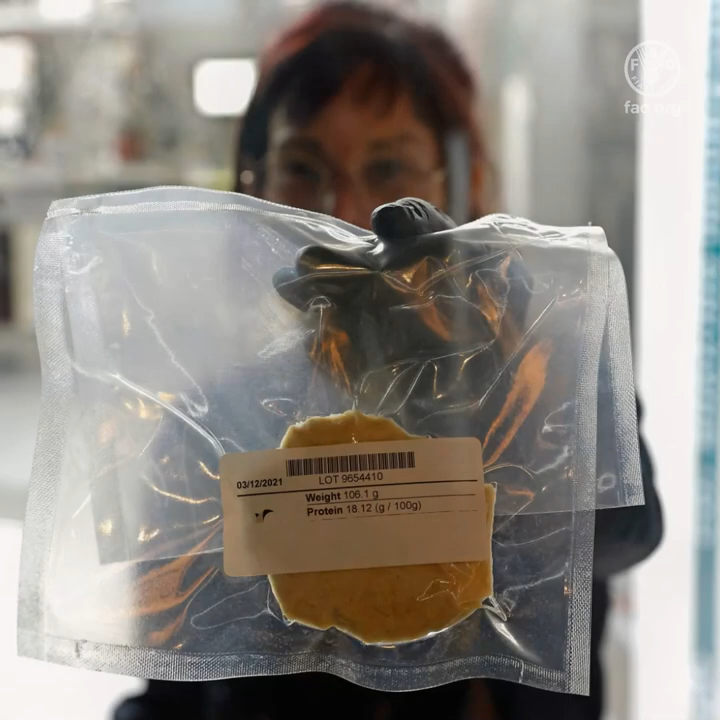 fao.org
03/12/2021
LOT 9654410
Weight 106.1 g
Protein 18.12 (g / 100g)